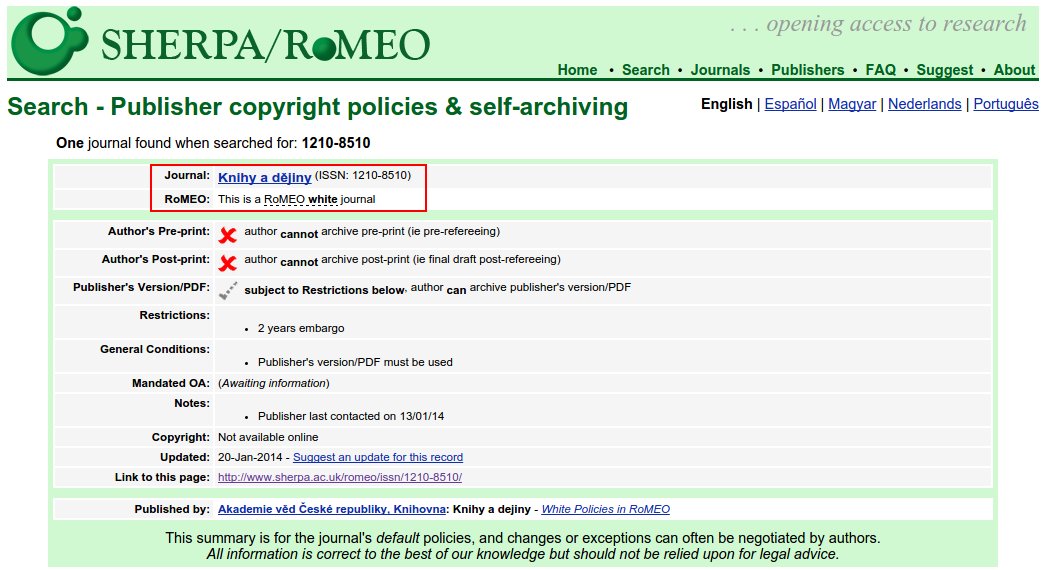 . . . opening access to research
SHERPA/RoMEO
Home • Search • Journals • Publishers • FAQ • Suggest • About
Search - Publisher copyright policies & self-archiving
English | Español | Magyar | Nederlands | Português
One journal found when searched for: 1210-8510
Journal: Knihy a dějiny (ISSN: 1210-8510)
RoMEO: This is a RoMEO white journal
Author's Pre-print: author cannot archive pre-print (ie pre-refereeing)
Author's Post-print: author cannot archive post-print (ie final draft post-refereeing)
Publisher's Version/PDF: subject to Restrictions below, author can archive publisher's version/PDF
Restrictions:
• 2 years embargo
General Conditions:
• Publisher's version/PDF must be used
Mandated OA: (Awaiting information)
Notes:
• Publisher last contacted on 13/01/14
Copyright: Not available online
Updated: 20-Jan-2014 - Suggest an update for this record
Link to this page: http://www.sherpa.ac.uk/romeo/issn/1210-8510/
Published by: Akademie věd České republiky, Knihovna: Knihy a dejiny - White Policies in RoMEO
This summary is for the journal's default policies, and changes or exceptions can often be negotiated by authors.
All information is correct to the best of our knowledge but should not be relied upon for legal advice.